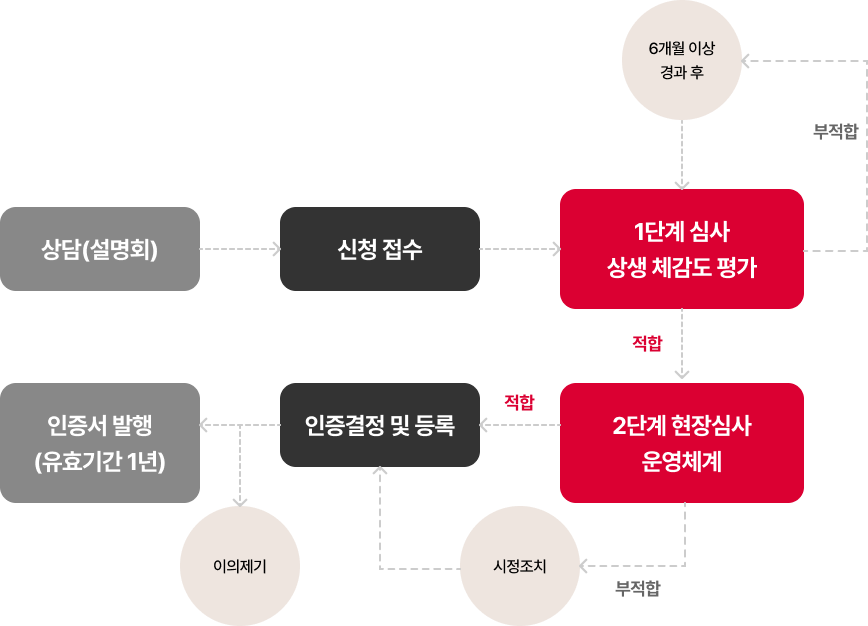 6개월 이상
경과 후
부적합
상담(설명회)
신청 접수
1단계 심사
상생 체감도 평가
적합
인증서 발행
(유효기간 1년)
인증결정 및 등록
적합
2단계 현장심사
운영체계
이의제기
시정조치
부적합